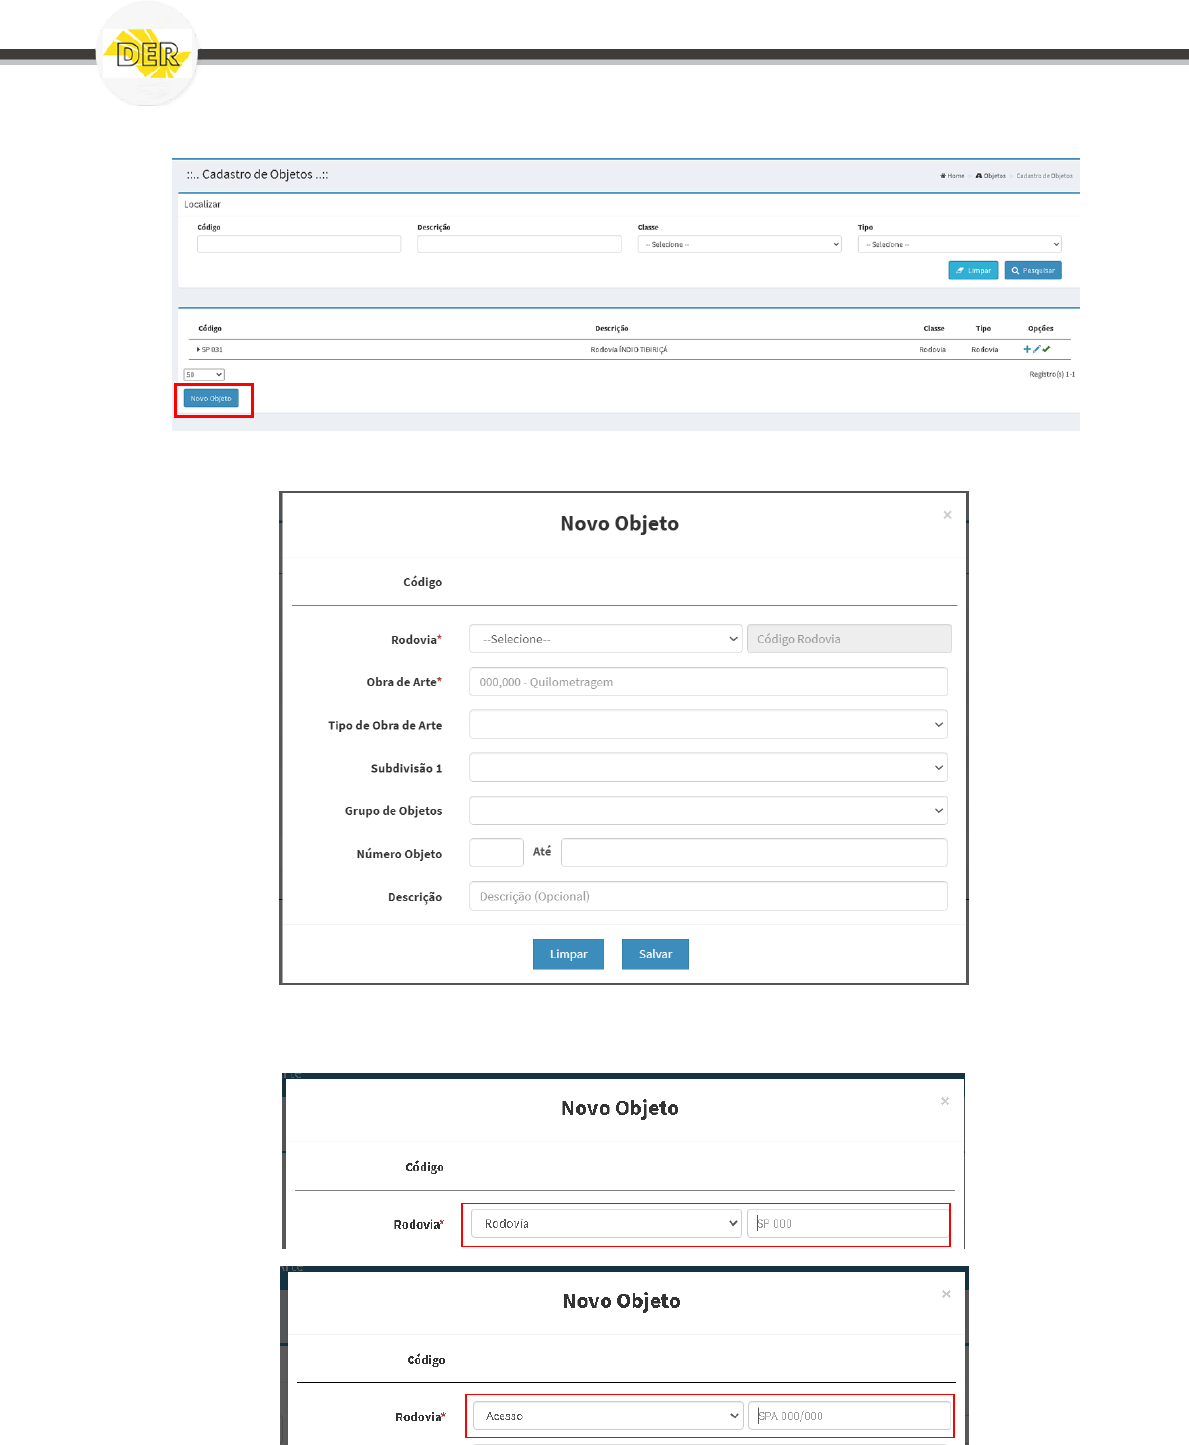 DER
::.. Cadastro de Objetos ..::
Home > Objetos > Cadastro de Objetos
Localizar
Código Descrição Classe Tipo
-- Selecione -- -- Selecione --
Limpar Pesquisar
Código Descrição Classe Tipo Opções
SP 031 Rodovia ÍNDIO TIBIRIÇÁ Rodovia Rodovia
50 Registro(s) 1-1
Novo Objeto
Novo Objeto ×
Código
Rodovia* --Selecione-- Código Rodovia
Obra de Arte* 000,000 - Quilometragem
Tipo de Obra de Arte
Subdivisão 1
Grupo de Objetos
Número Objeto Até
Descrição Descrição (Opcional)
Limpar Salvar
Novo Objeto ×
Código
Rodovia* Rodovia SP 000
Novo Objeto ×
Código
Rodovia* Acesso SPA 000/000